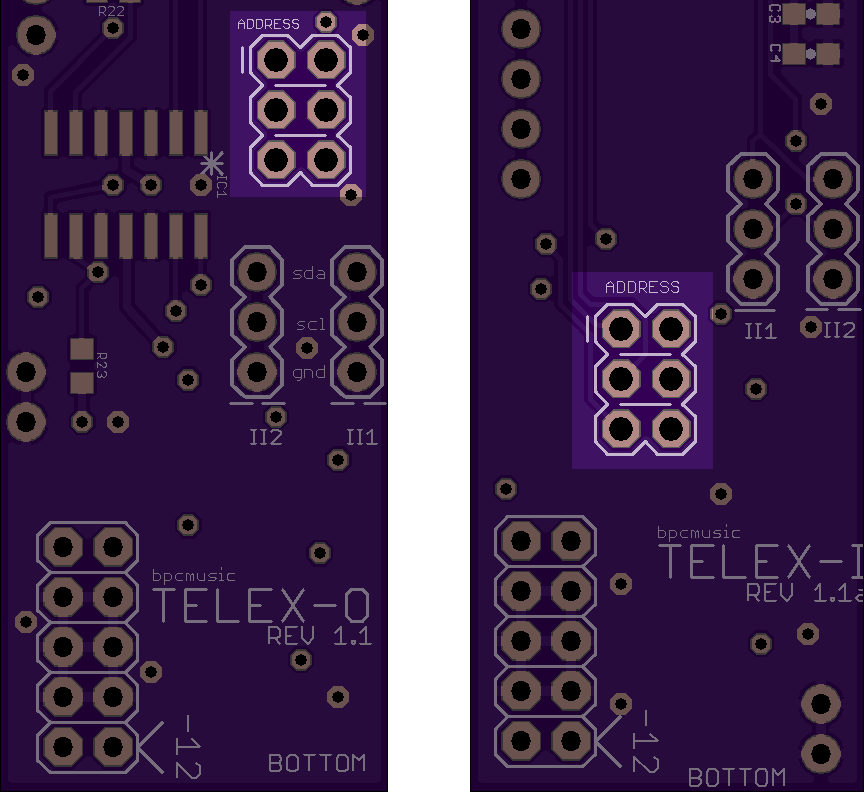 R22
ADDRESS
IC1
sda
scl
gnd
R23
II2
II1
bpcmusic
TELEX-O
REV 1.1
-12
BOTTOM
C3
C4
II1
II2
ADDRESS
bpcmusic
TELEX-I
REV 1.1a
-12
BOTTOM